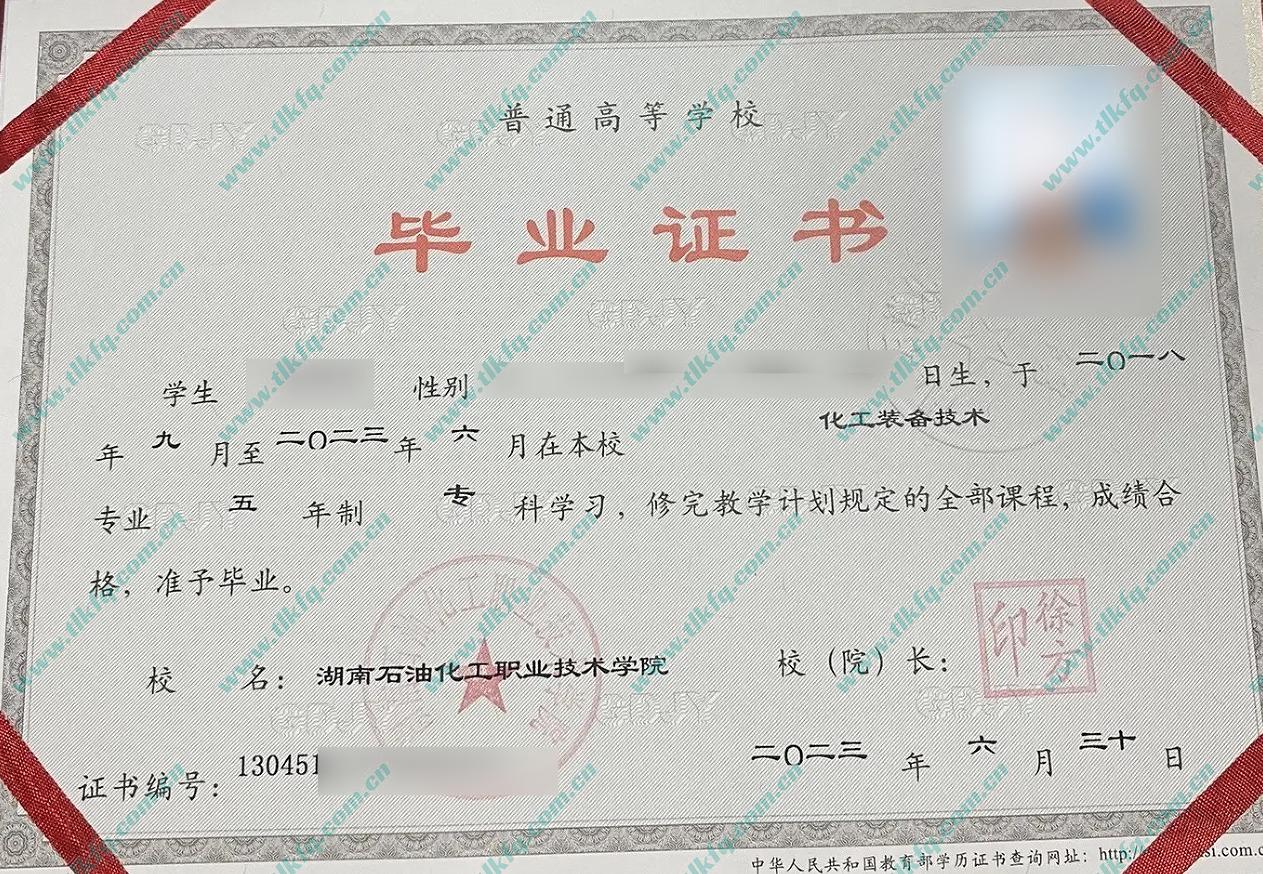 普通高等学校
毕业证书
学生 性别 日生，于 二〇一八
年 九 月至 二〇二三 年 六 月在本校 化工装备技术
专业 五 年制 专 科学习，修完教学计划规定的全部课程，成绩合
格，准予毕业。
校 名：湖南石油化工职业技术学院 校（院）长：
徐方印
二〇二三 年 六 月 三十 日
证书编号：130451
中华人民共和国教育部学历证书查询网址：http:/
www.tlkfq.com.cn